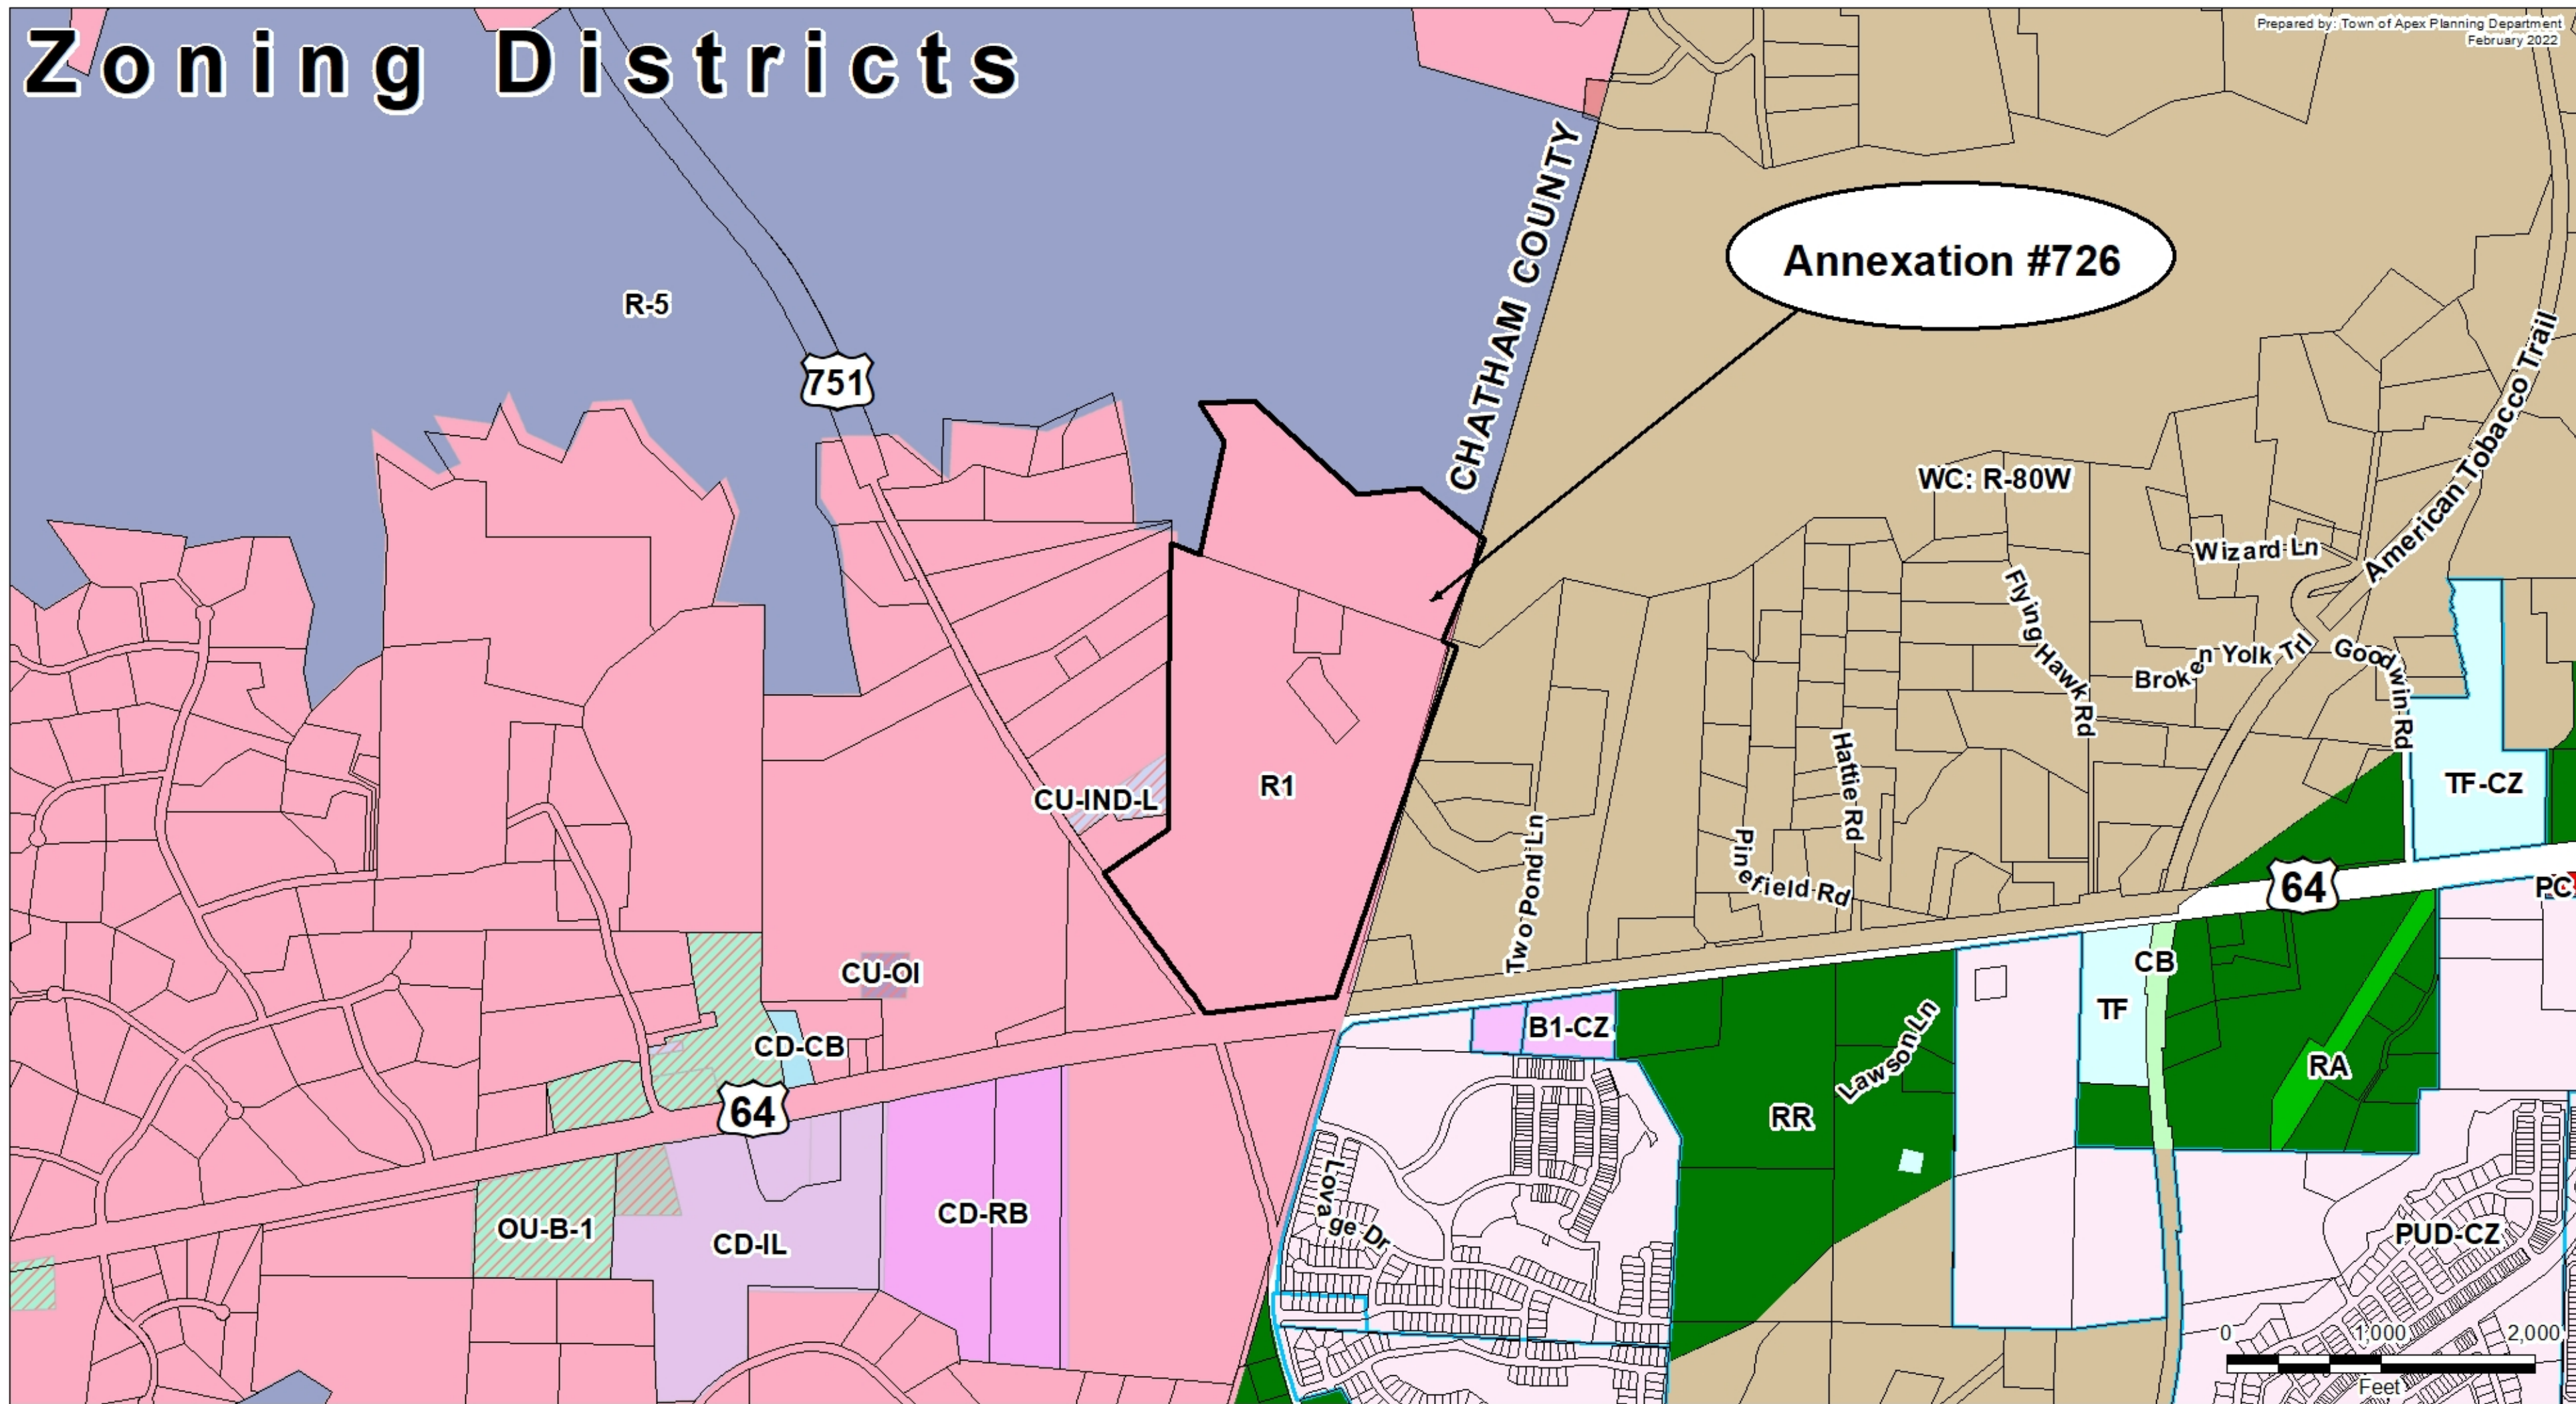 Zoning Districts
Prepared by: Town of Apex Planning Department
February 2022
CHATHAM COUNTY
Annexation #726
R-5
751
WC: R-80W
American Tobacco Trail
Wizard Ln
Flying Hawk Rd
Broken Yolk Trl
Goodwin Rd
Hattie Rd
TF-CZ
CU-IND-L
R1
Two Pond Ln
Pinefield Rd
64
PC
CU-OI
CB
TF
B1-CZ
CD-CB
Lawson Ln
RA
64
RR
Lovage Dr
CD-RB
OU-B-1
CD-IL
PUD-CZ
0 1,000 2,000
Feet